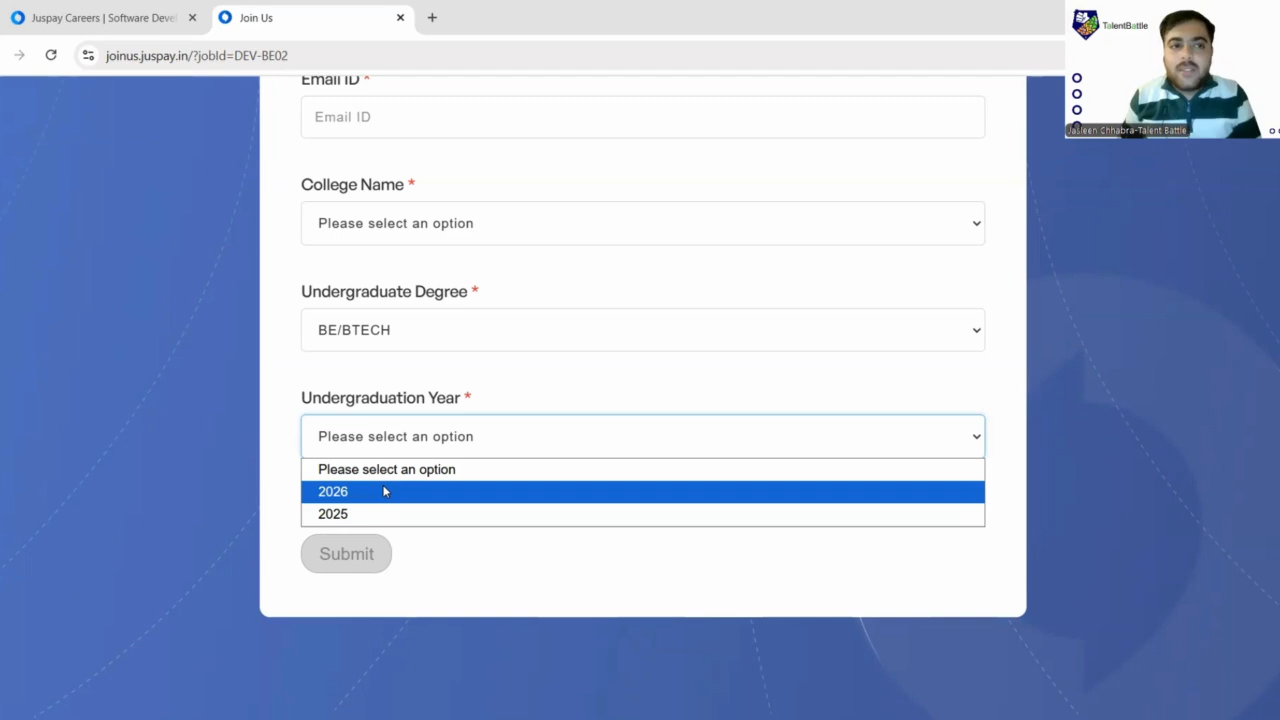 Juspay Careers | Software Devel
Join Us
joinus.juspay.in/?jobId=DEV-BE02
TalentBattle
Jasleen Chhabra-Talent Battle
Email ID *
Email ID
College Name *
Please select an option
Undergraduate Degree *
BE/BTECH
Undergraduation Year *
Please select an option
Please select an option
2026
2025
Submit